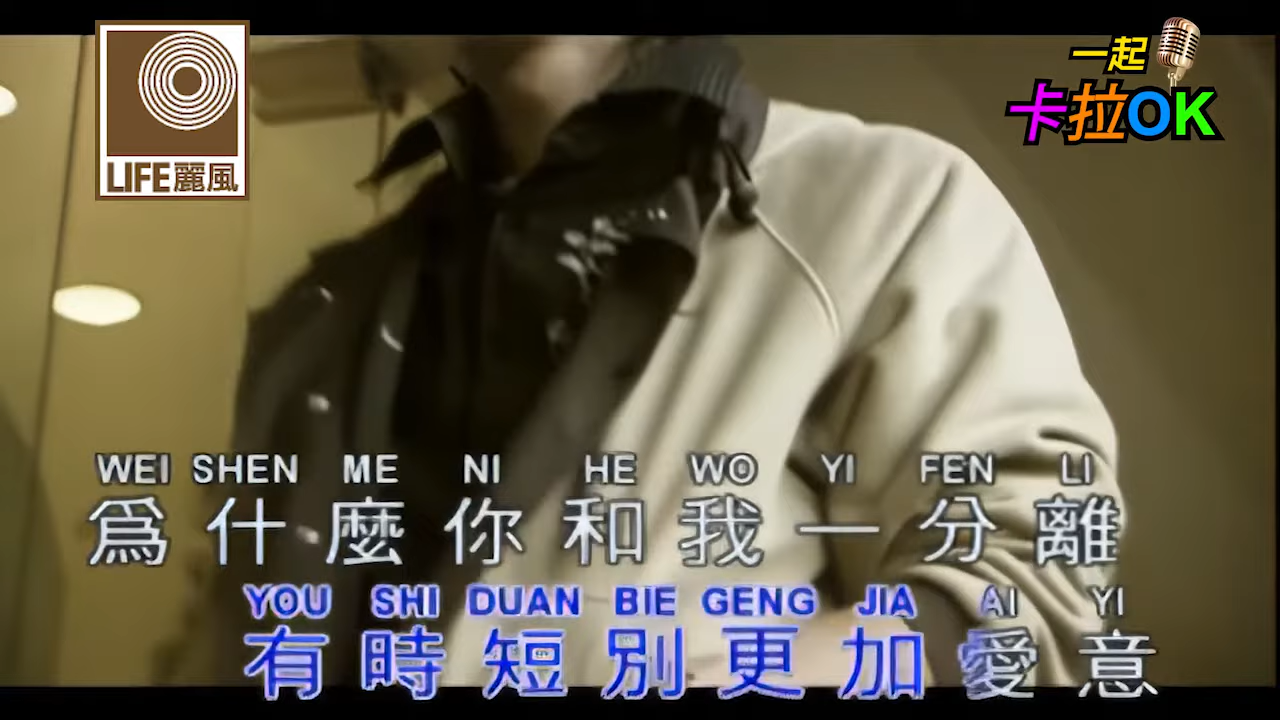 LIFE麗風
一起
卡拉OK
WEI SHEN ME NI HE WO YI FEN LI
爲什麼你和我一分離
YOU SHI DUAN BIE GENG JIA AI YI
有時短別更加愛意